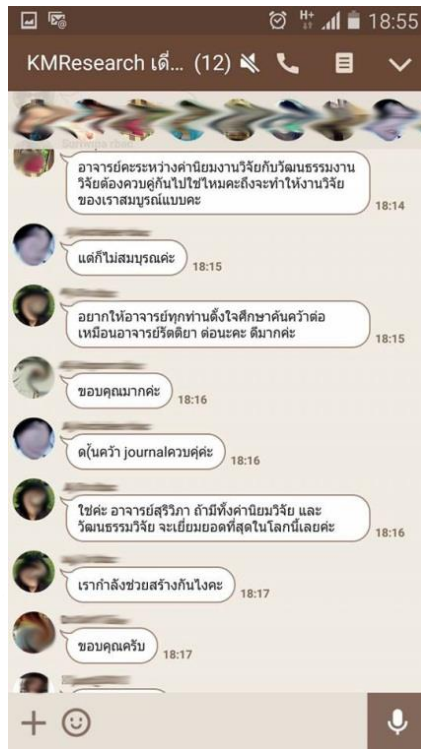 H+
18:55
KMResearch เดี่... (12)
อาจารย์คะระหว่างค่านิยมงานวิจัยกับวัฒนธรรมงาน
วิจัยต้องควบคู่กันไปใช่ไหมคะถึงจะทำให้งานวิจัย
ของเราสมบูรณ์แบบคะ
18:14
แต่ก็ไม่สมบุรณค่ะ
18:15
อยากให้อาจารย์ทุกท่านตั้งใจศึกษาค้นคว้าต่อ
เหมือนอาจารย์รัตติยา ต่อนะคะ ดีมากค่ะ
18:15
ขอบคุณมากค่ะ
18:16
journalควบคุ่ค่ะ
18:16
ใช่ค่ะ อาจารย์สุริวิภา ถ้ามีทั้งค่านิยมวิจัย และ
วัฒนธรรมวิจัย จะเยี่ยมยอดที่สุดในโลกนี้เลยค่ะ
18:16
เรากำลังช่วยสร้างกันไงคะ
18:17
ขอบคุณครับ
18:17